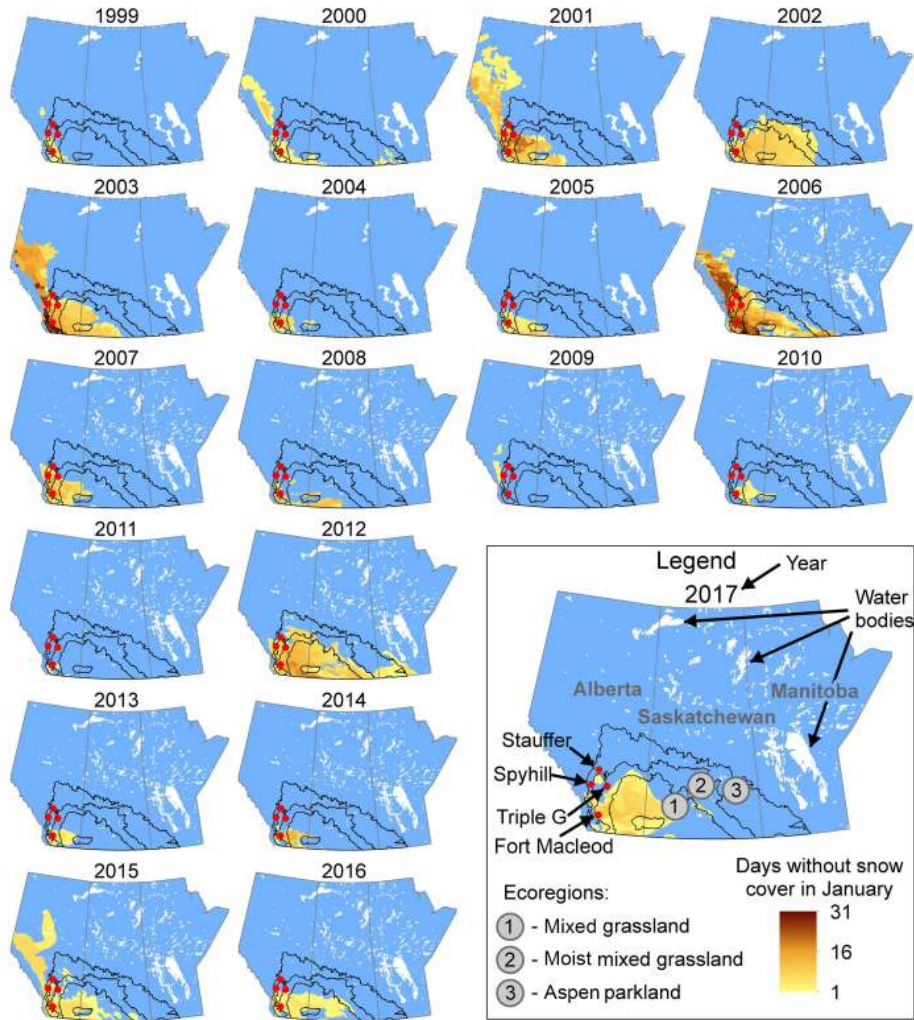 1999
2000
2001
2002
2003
2004
2005
2006
2007
2008
2009
2010
2011
2012
2013
2014
2015
2016
Legend
2017
Year
Water
bodies
Alberta
Manitoba
Saskatchewan
Stauffer
Spyhill
Triple G
Fort Macleod
1
2
3
Days without snow
cover in January
31
16
1
Ecoregions:
1 - Mixed grassland
2 - Moist mixed grassland
3 - Aspen parkland